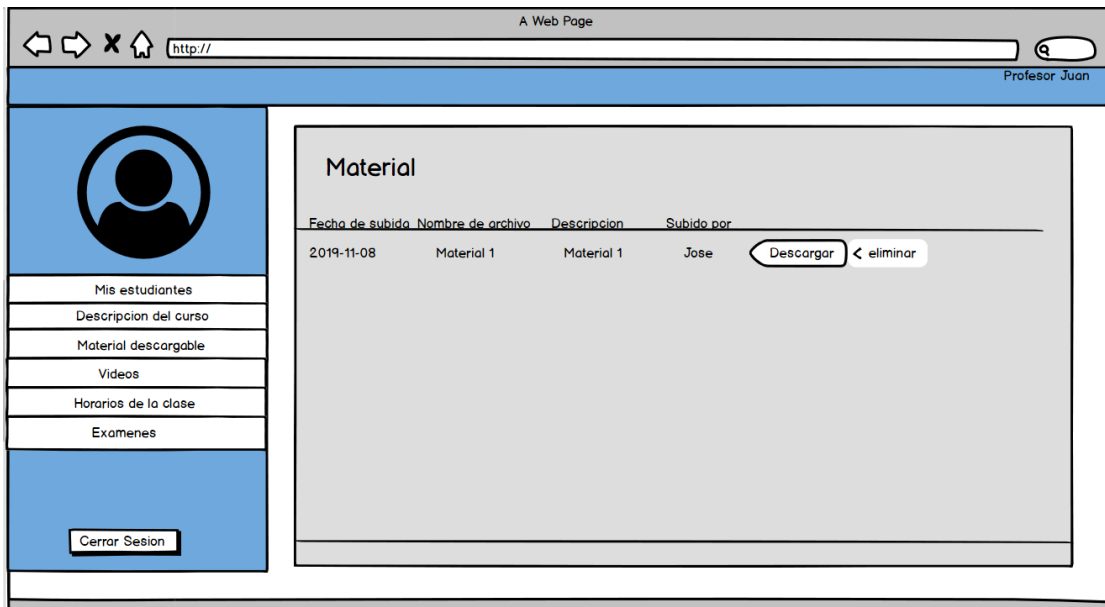 A Web Page
http://
Profesor Juan
Mis estudiantes
Descripcion del curso
Material descargable
Videos
Horarios de la clase
Examenes
Cerrar Sesion
Material
Fecha de subida Nombre de archivo Descripcion Subido por
2019-11-08 Material 1 Material 1 Jose Descargar < eliminar